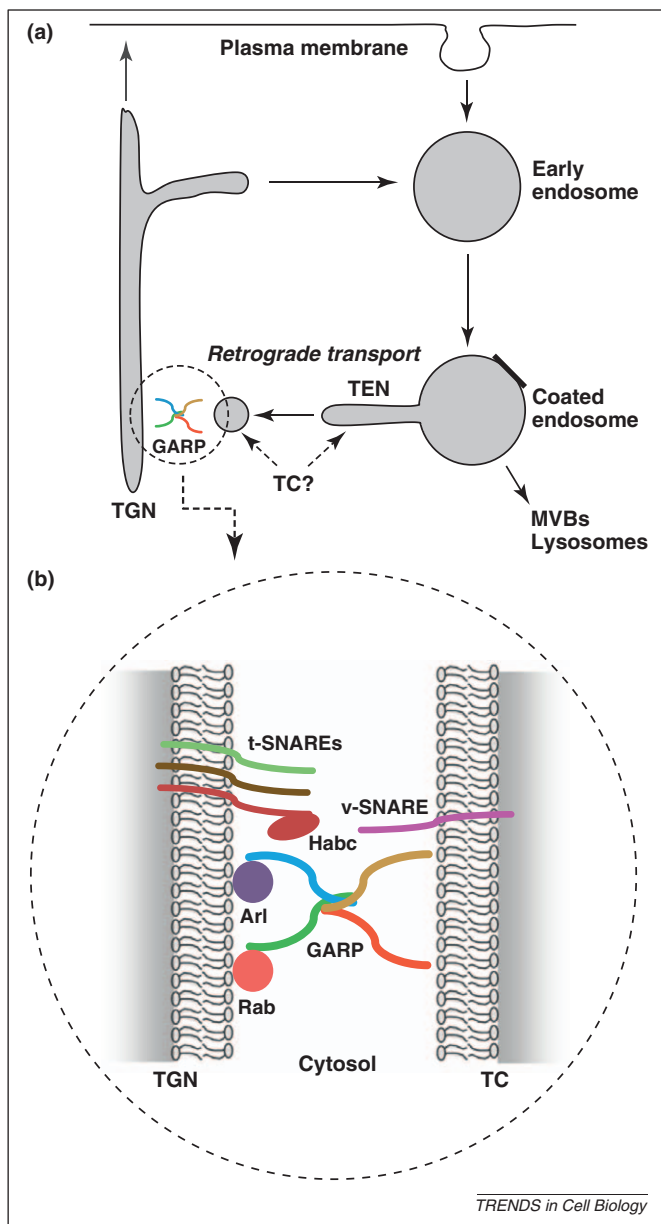 (a)
Plasma membrane
Early
endosome
Retrograde transport
TEN
Coated
endosome
GARP
TC?
TGN
MVBs
Lysosomes
(b)
t-SNAREs
v-SNARE
Habc
Arl
GARP
Rab
Cytosol
TGN
TC
TRENDS in Cell Biology